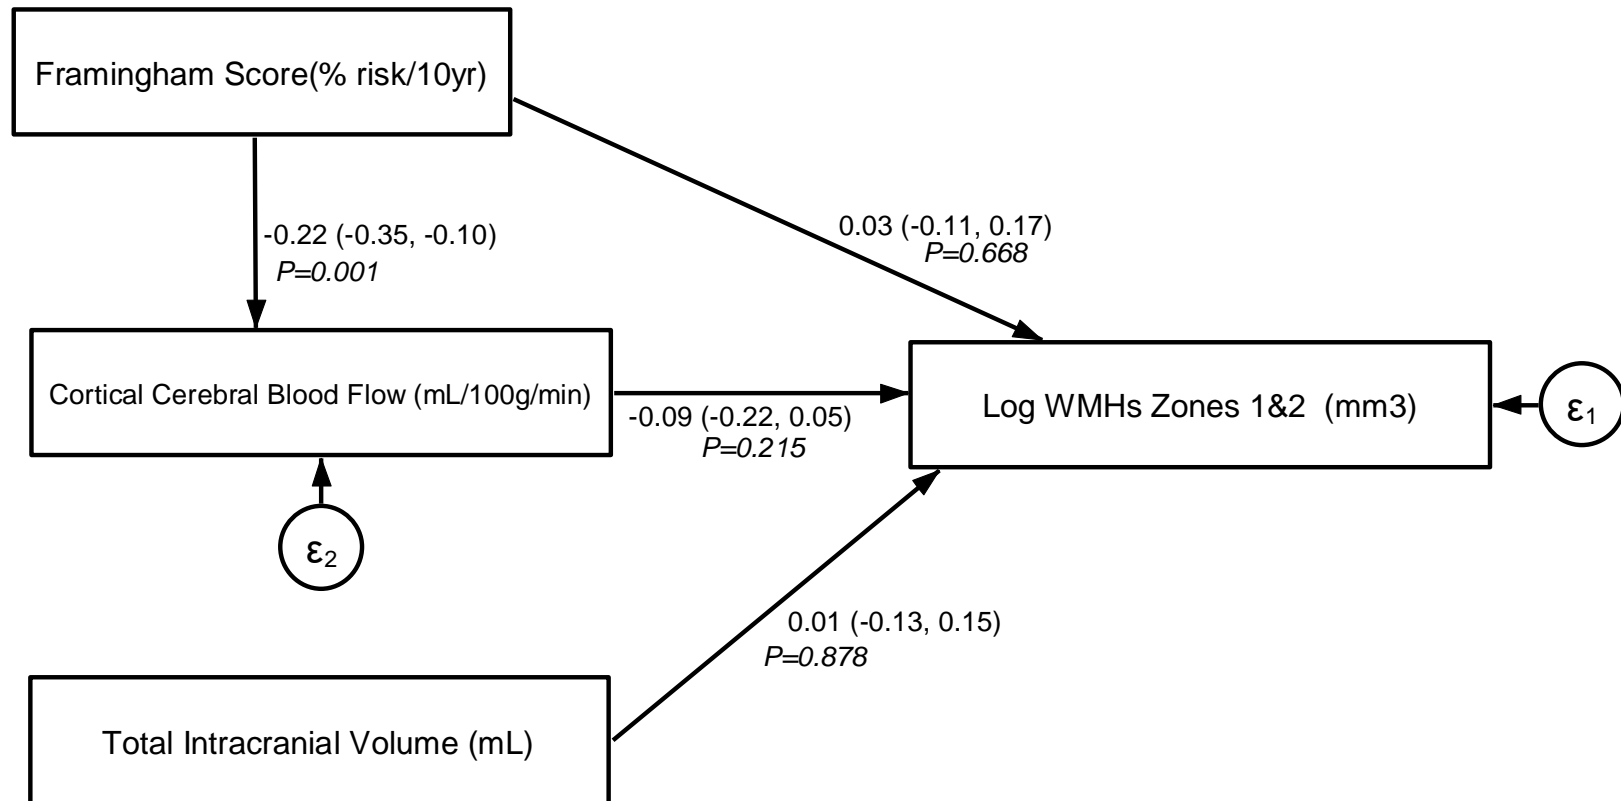 Framingham Score(% risk/10yr)
-0.22 (-0.35, -0.10)
P=0.001
0.03 (-0.11, 0.17)
P=0.668
Cortical Cerebral Blood Flow (mL/100g/min)
-0.09 (-0.22, 0.05)
P=0.215
Log WMHs Zones 1&2 (mm3)
ε1
ε2
0.01 (-0.13, 0.15)
P=0.878
Total Intracranial Volume (mL)